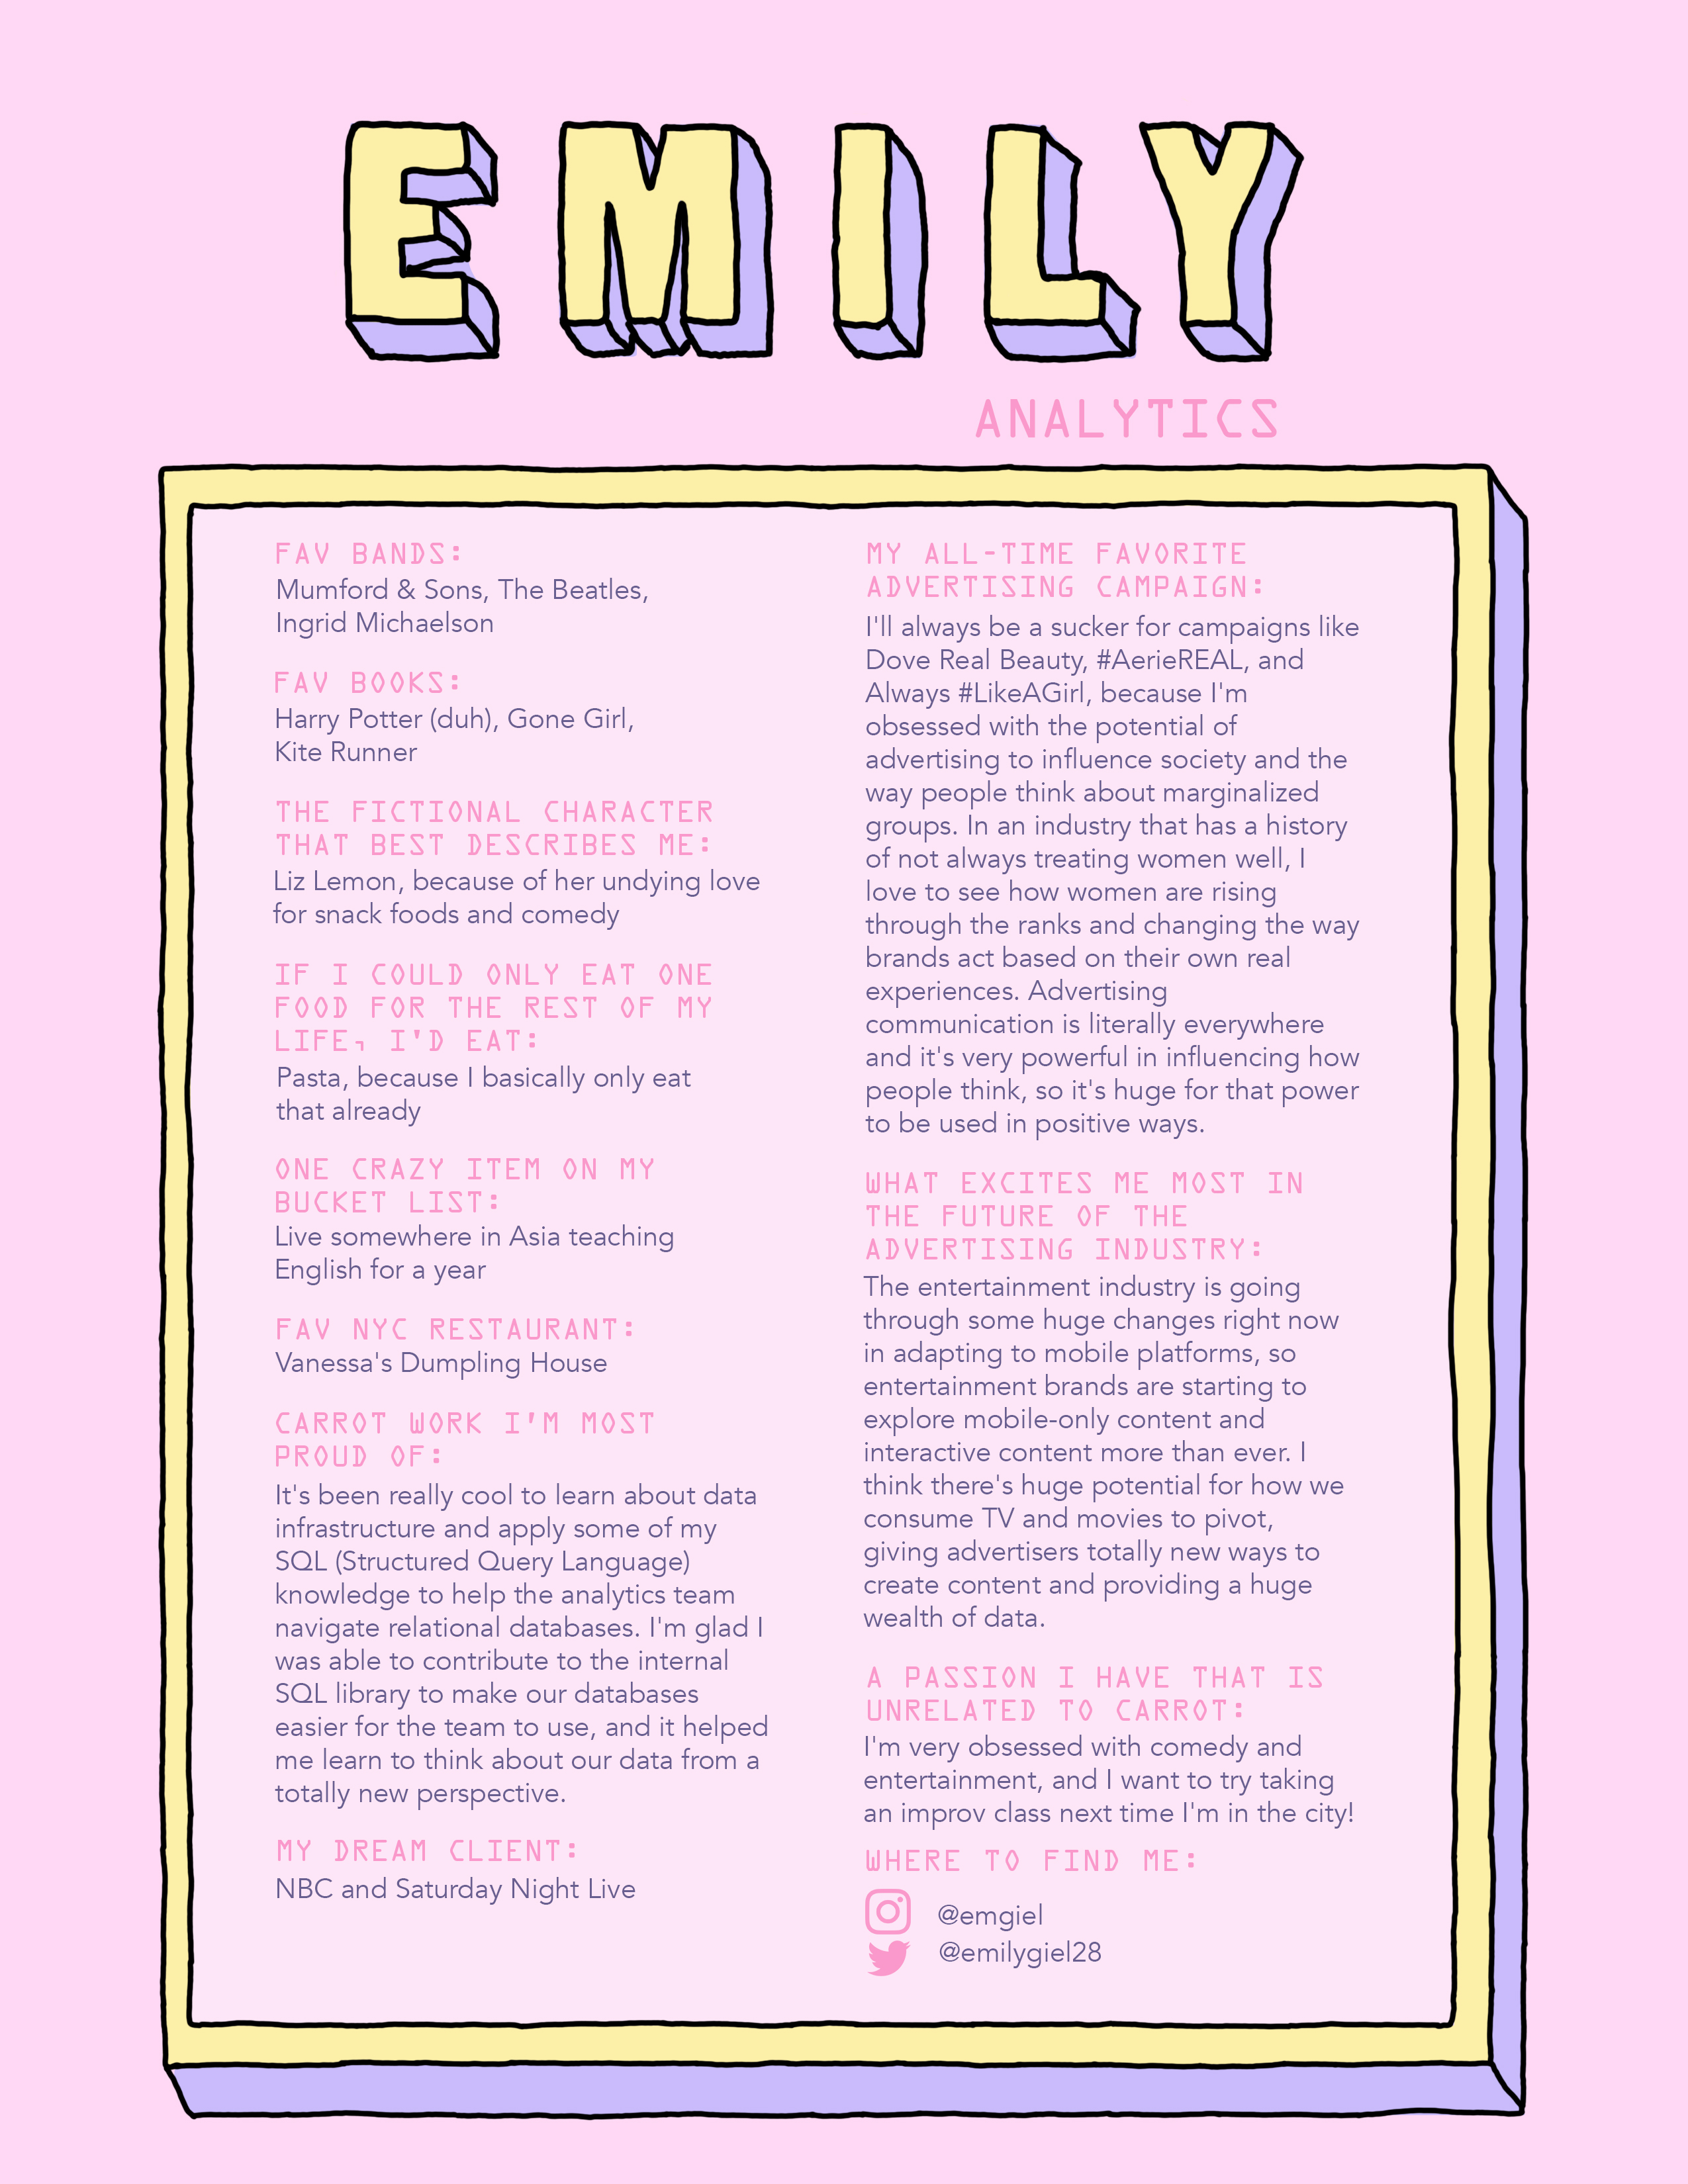 EMILY
ANALYTICS
FAV BANDS:
Mumford & Sons, The Beatles,
Ingrid Michaelson
FAV BOOKS:
Harry Potter (duh), Gone Girl,
Kite Runner
THE FICTIONAL CHARACTER
THAT BEST DESCRIBES ME:
Liz Lemon, because of her undying love
for snack foods and comedy
IF I COULD ONLY EAT ONE
FOOD FOR THE REST OF MY
LIFE, I'D EAT:
Pasta, because I basically only eat
that already
ONE CRAZY ITEM ON MY
BUCKET LIST:
Live somewhere in Asia teaching
English for a year
FAV NYC RESTAURANT:
Vanessa's Dumpling House
CARROT WORK I'M MOST
PROUD OF:
It's been really cool to learn about data
infrastructure and apply some of my
SQL (Structured Query Language)
knowledge to help the analytics team
navigate relational databases. I'm glad I
was able to contribute to the internal
SQL library to make our databases
easier for the team to use, and it helped
me learn to think about our data from a
totally new perspective.
MY DREAM CLIENT:
NBC and Saturday Night Live
MY ALL-TIME FAVORITE
ADVERTISING CAMPAIGN:
I'll always be a sucker for campaigns like
Dove Real Beauty, #AerieREAL, and
Always #LikeAGirl, because I'm
obsessed with the potential of
advertising to influence society and the
way people think about marginalized
groups. In an industry that has a history
of not always treating women well, I
love to see how women are rising
through the ranks and changing the way
brands act based on their own real
experiences. Advertising
communication is literally everywhere
and it's very powerful in influencing how
people think, so it's huge for that power
to be used in positive ways.
WHAT EXCITES ME MOST IN
THE FUTURE OF THE
ADVERTISING INDUSTRY:
The entertainment industry is going
through some huge changes right now
in adapting to mobile platforms, so
entertainment brands are starting to
explore mobile-only content and
interactive content more than ever. I
think there's huge potential for how we
consume TV and movies to pivot,
giving advertisers totally new ways to
create content and providing a huge
wealth of data.
A PASSION I HAVE THAT IS
UNRELATED TO CARROT:
I'm very obsessed with comedy and
entertainment, and I want to try taking
an improv class next time I'm in the city!
WHERE TO FIND ME:
@emgiel
@emilygiel28